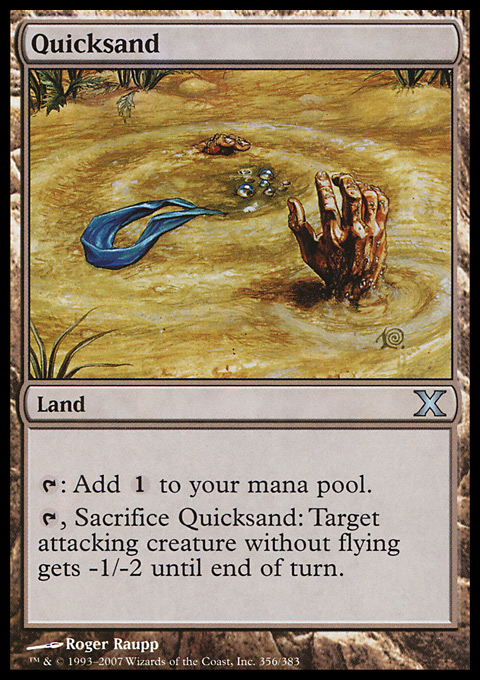 Quicksand
Land
X
: Add 1 to your mana pool.
, Sacrifice Quicksand: Target
attacking creature without flying
gets -1/-2 until end of turn.
Roger Raupp
™ & © 1993–2007 Wizards of the Coast, Inc. 356/383